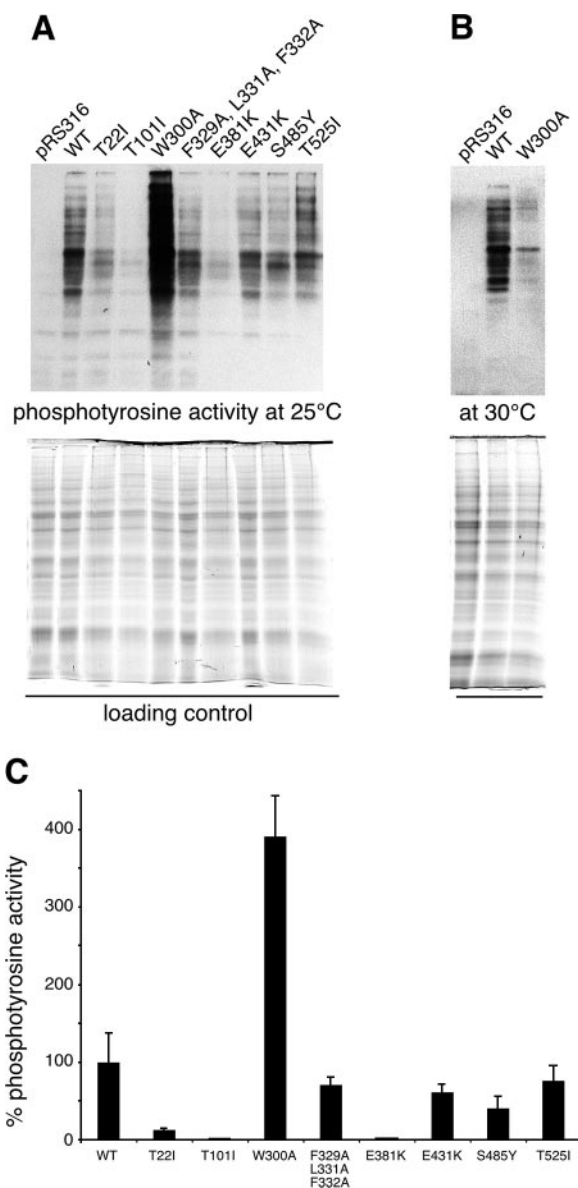 A
pRS316
WT
T22I
T101I
W300A
F329A, L331A, F332A
E381K
E431K
S485Y
T525I
phosphotyrosine activity at 25°C
loading control
B
pRS316
WT
W300A
at 30°C
C
% phosphotyrosine activity
400
300
200
100
0
WT
T22I
T101I
W300A
F329A
L331A
F332A
E381K
E431K
S485Y
T525I